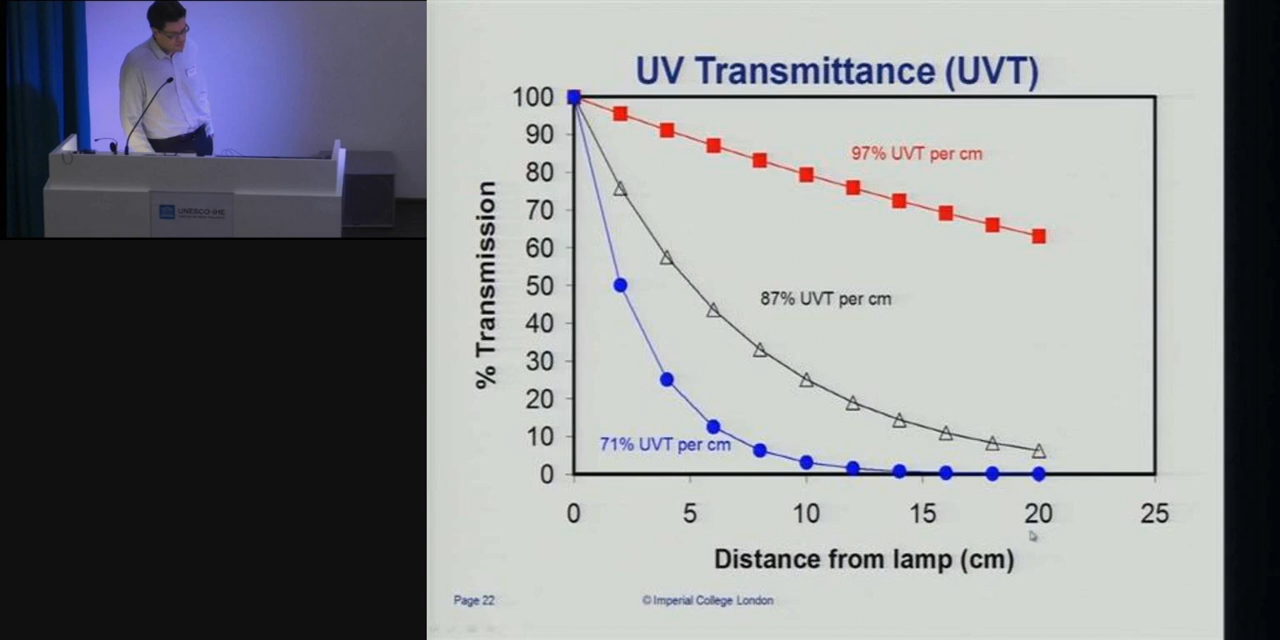 UNESCO-IHE
UV Transmittance (UVT)
100
90
80
70
60
50
40
30
20
10
0
% Transmission
97% UVT per cm
87% UVT per cm
71% UVT per cm
0 5 10 15 20 25
Distance from lamp (cm)
Page 22
© Imperial College London